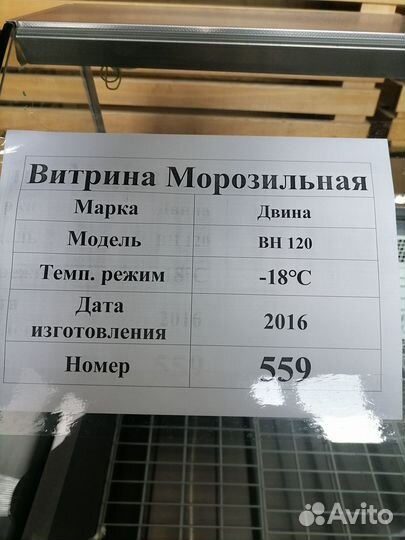 Витрина Морозильная
Марка Двина
Модель ВН 120
Темп. режим -18°C
Дата
изготовления 2016
Номер 559
Avito